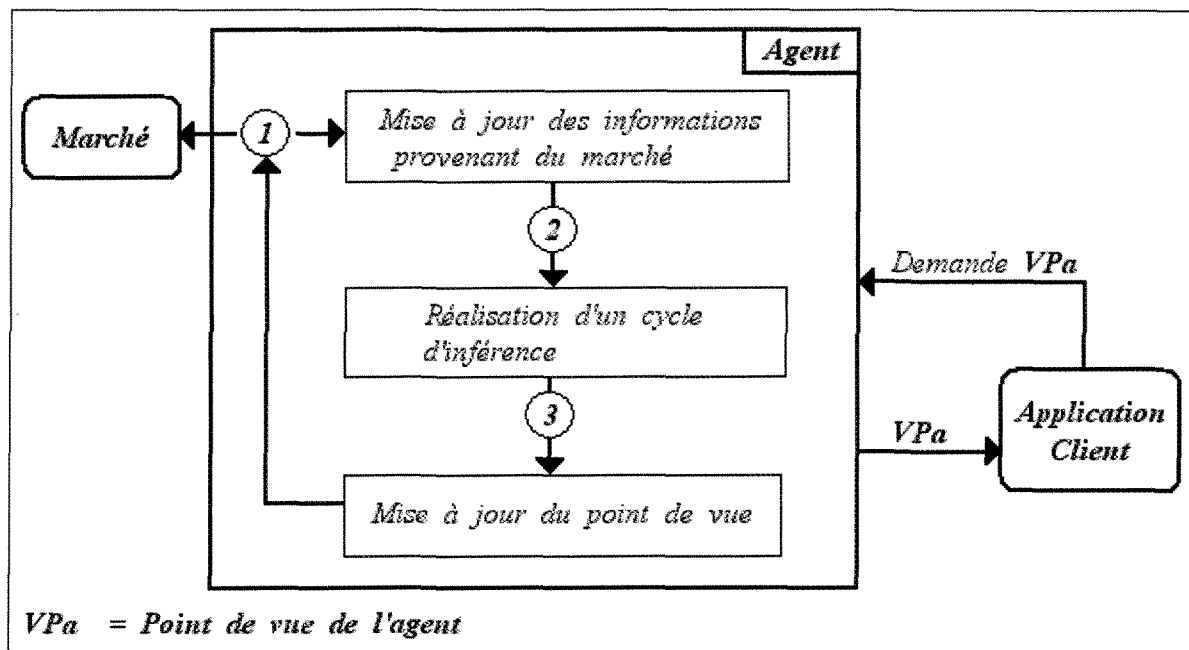 Agent
Marché
1
Mise à jour des informations
provenant du marché
2
Demande VPa
Réalisation d'un cycle
d'inférence
3
Application
Client
VPa
Mise à jour du point de vue
VPa = Point de vue de l'agent